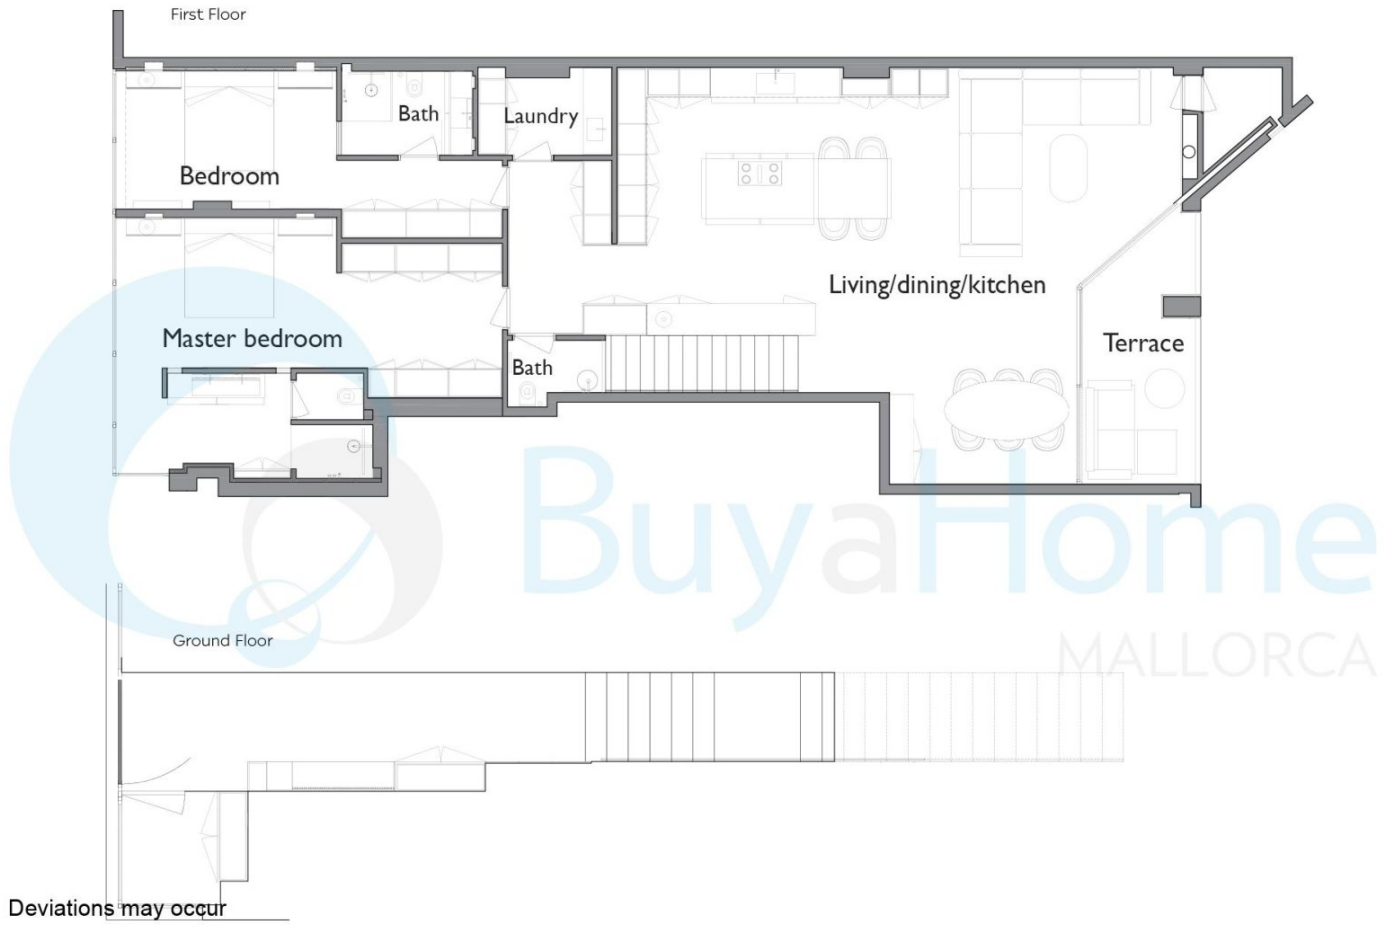 First Floor
Bath
Laundry
Bedroom
Living/dining/kitchen
Master bedroom
Terrace
Bath
BuyaHome
MALLORCA
Ground Floor
Deviations may occur